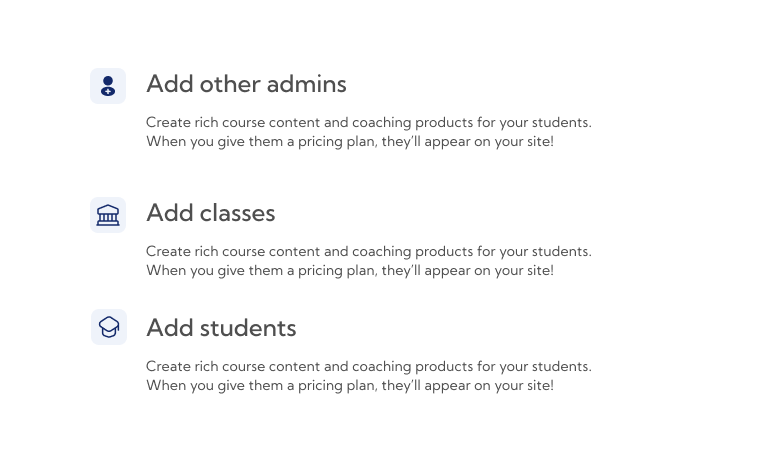 Add other admins
Create rich course content and coaching products for your students.
When you give them a pricing plan, they'll appear on your site!
Add classes
Create rich course content and coaching products for your students.
When you give them a pricing plan, they'll appear on your site!
Add students
Create rich course content and coaching products for your students.
When you give them a pricing plan, they'll appear on your site!